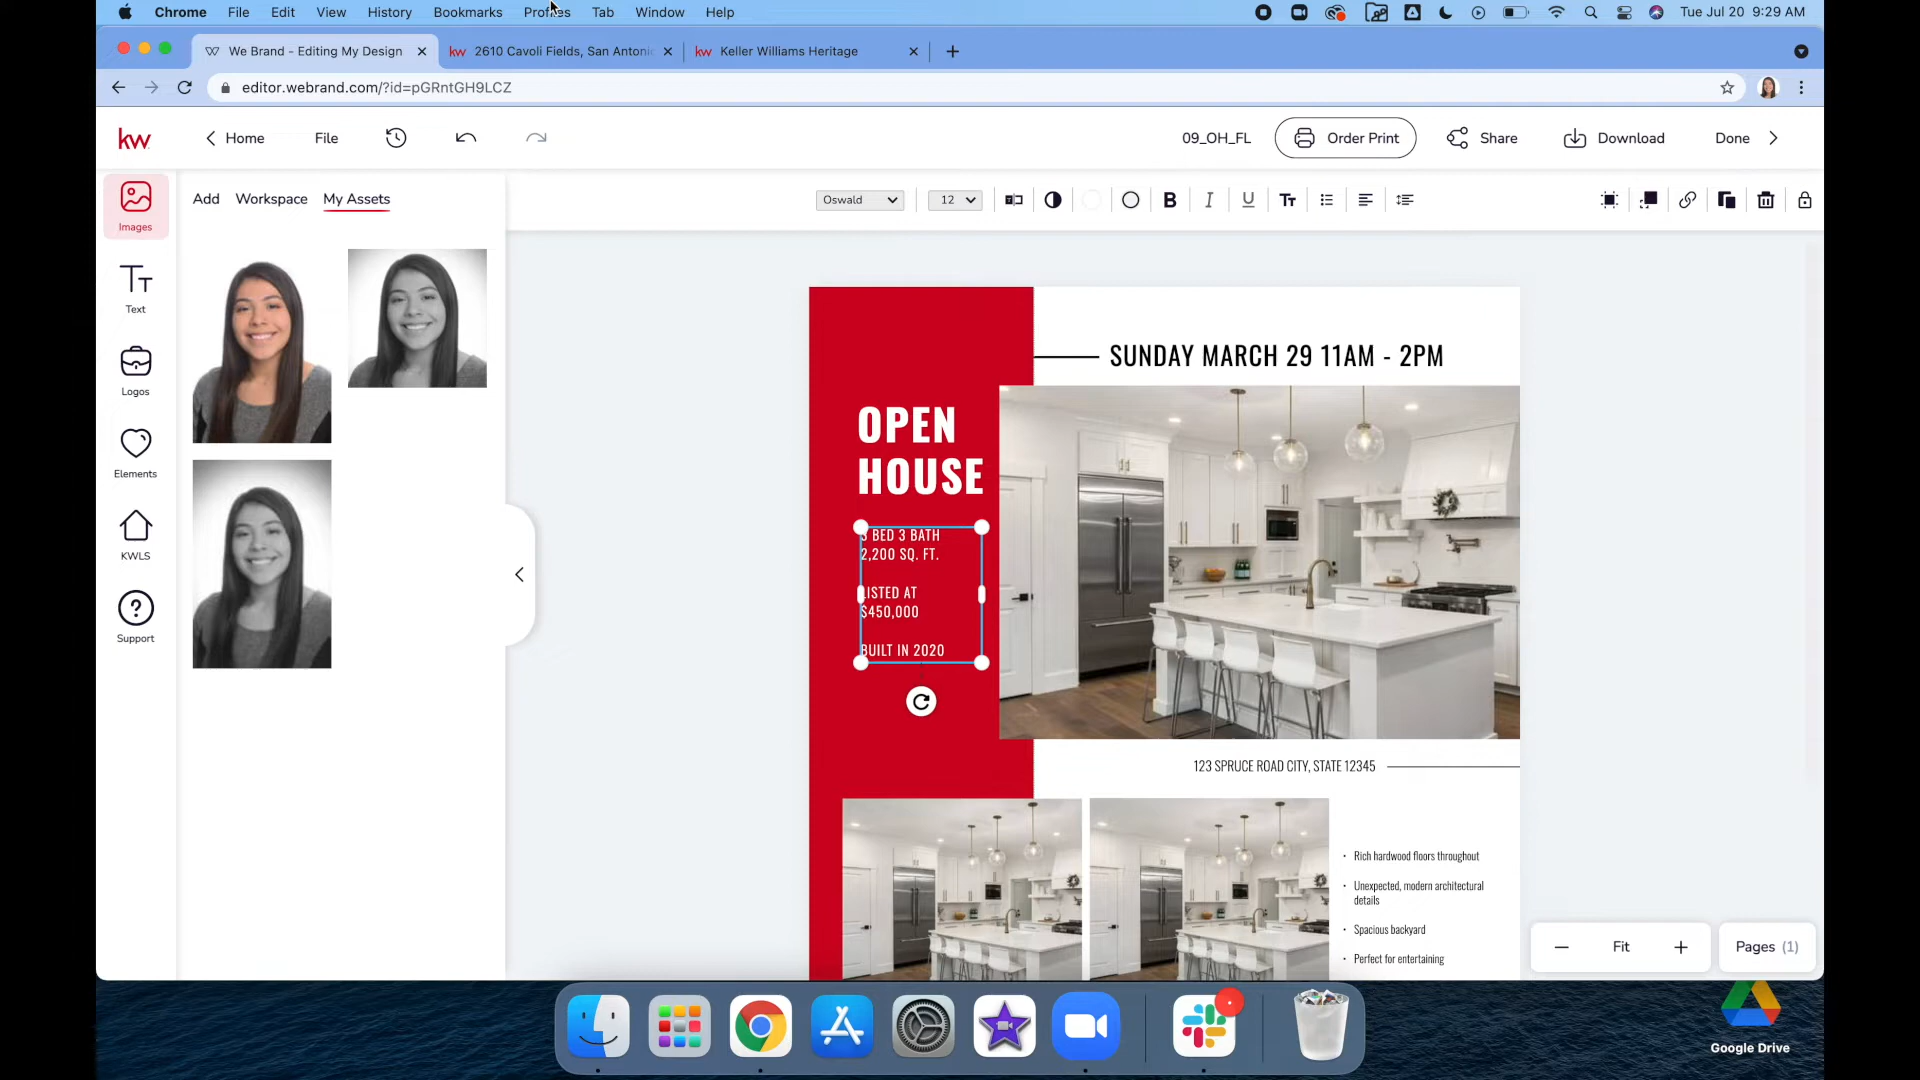 Chrome File Edit View History Bookmarks Profiles Tab Window Help
Tue Jul 20 9:29 AM
We Brand - Editing My Design
kw 2610 Cavoli Fields, San Antoni
kw Keller Williams Heritage
editor.webrand.com/?id=pGRntGH9LCZ
kw
Home
File
09_OH_FL
Order Print
Share
Download
Done
Images
Add Workspace My Assets
Oswald
12
B I U TT
Text
Logos
Elements
KWLS
Support
SUNDAY MARCH 29 11AM - 2PM
OPEN
HOUSE
3 BED 3 BATH
2,200 SQ. FT.
LISTED AT
$450,000
BUILT IN 2020
123 SPRUCE ROAD CITY, STATE 12345
• Rich hardwood floors throughout
• Unexpected, modern architectural
details
• Spacious backyard
• Perfect for entertaining
Fit
Pages (1)
Google Drive